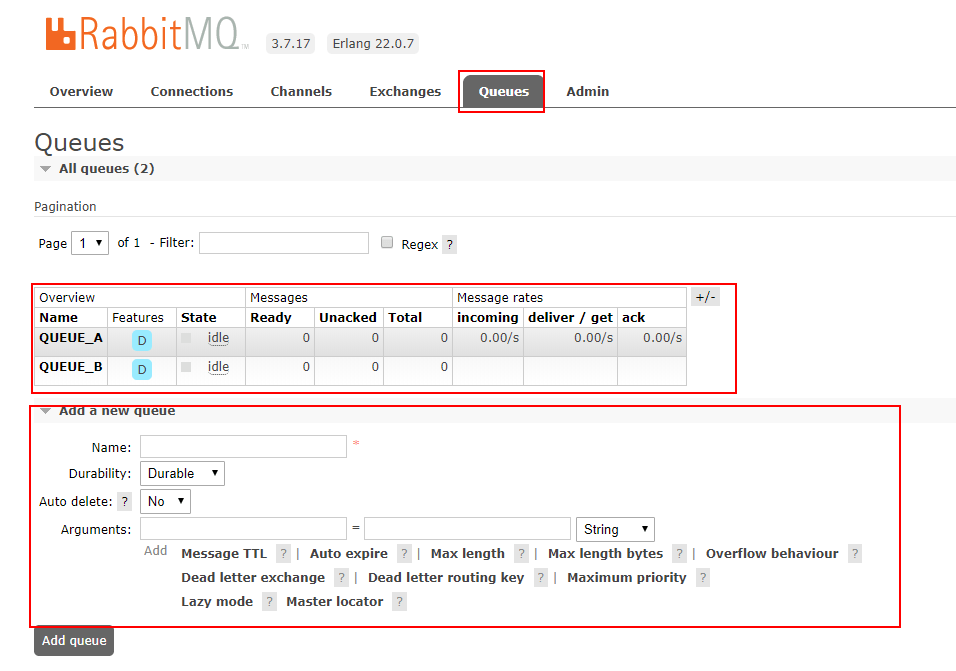 RabbitMQ TM 3.7.17 Erlang 22.0.7
Overview Connections Channels Exchanges Queues Admin
Queues
All queues (2)
Pagination
Page 1 of 1 - Filter: Regex ?
Overview Messages Message rates +/-
Name Features State Ready Unacked Total incoming deliver / get ack
QUEUE_A D idle 0 0 0 0.00/s 0.00/s 0.00/s
QUEUE_B D idle 0 0 0
Add a new queue
Name: *
Durability: Durable
Auto delete: ? No
Arguments: = String
Add Message TTL ? | Auto expire ? | Max length ? | Max length bytes ? | Overflow behaviour ?
Dead letter exchange ? | Dead letter routing key ? | Maximum priority ?
Lazy mode ? Master locator ?
Add queue